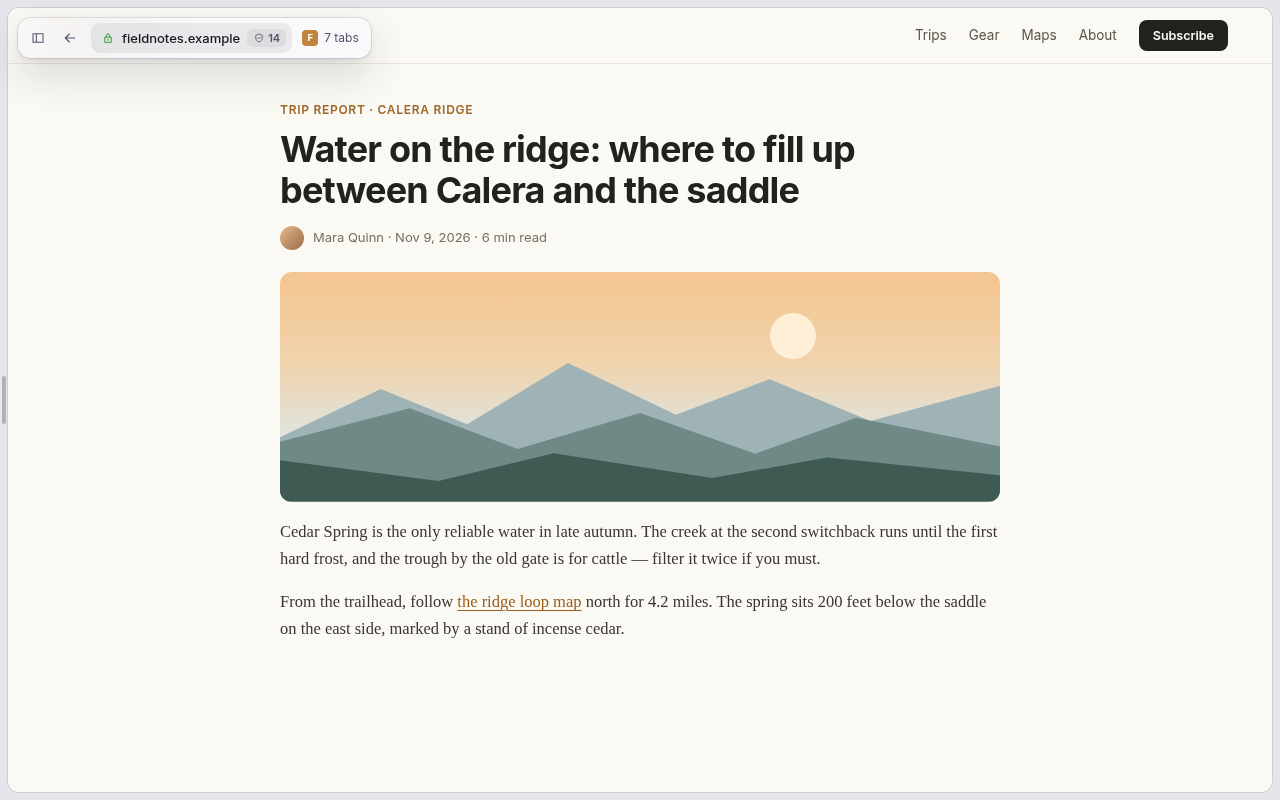 fieldnotes.example 14 F 7 tabs
Trips Gear Maps About Subscribe
TRIP REPORT · CALERA RIDGE
Water on the ridge: where to fill up
between Calera and the saddle
Mara Quinn · Nov 9, 2026 · 6 min read
Cedar Spring is the only reliable water in late autumn. The creek at the second switchback runs until the first
hard frost, and the trough by the old gate is for cattle — filter it twice if you must.
From the trailhead, follow the ridge loop map north for 4.2 miles. The spring sits 200 feet below the saddle
on the east side, marked by a stand of incense cedar.